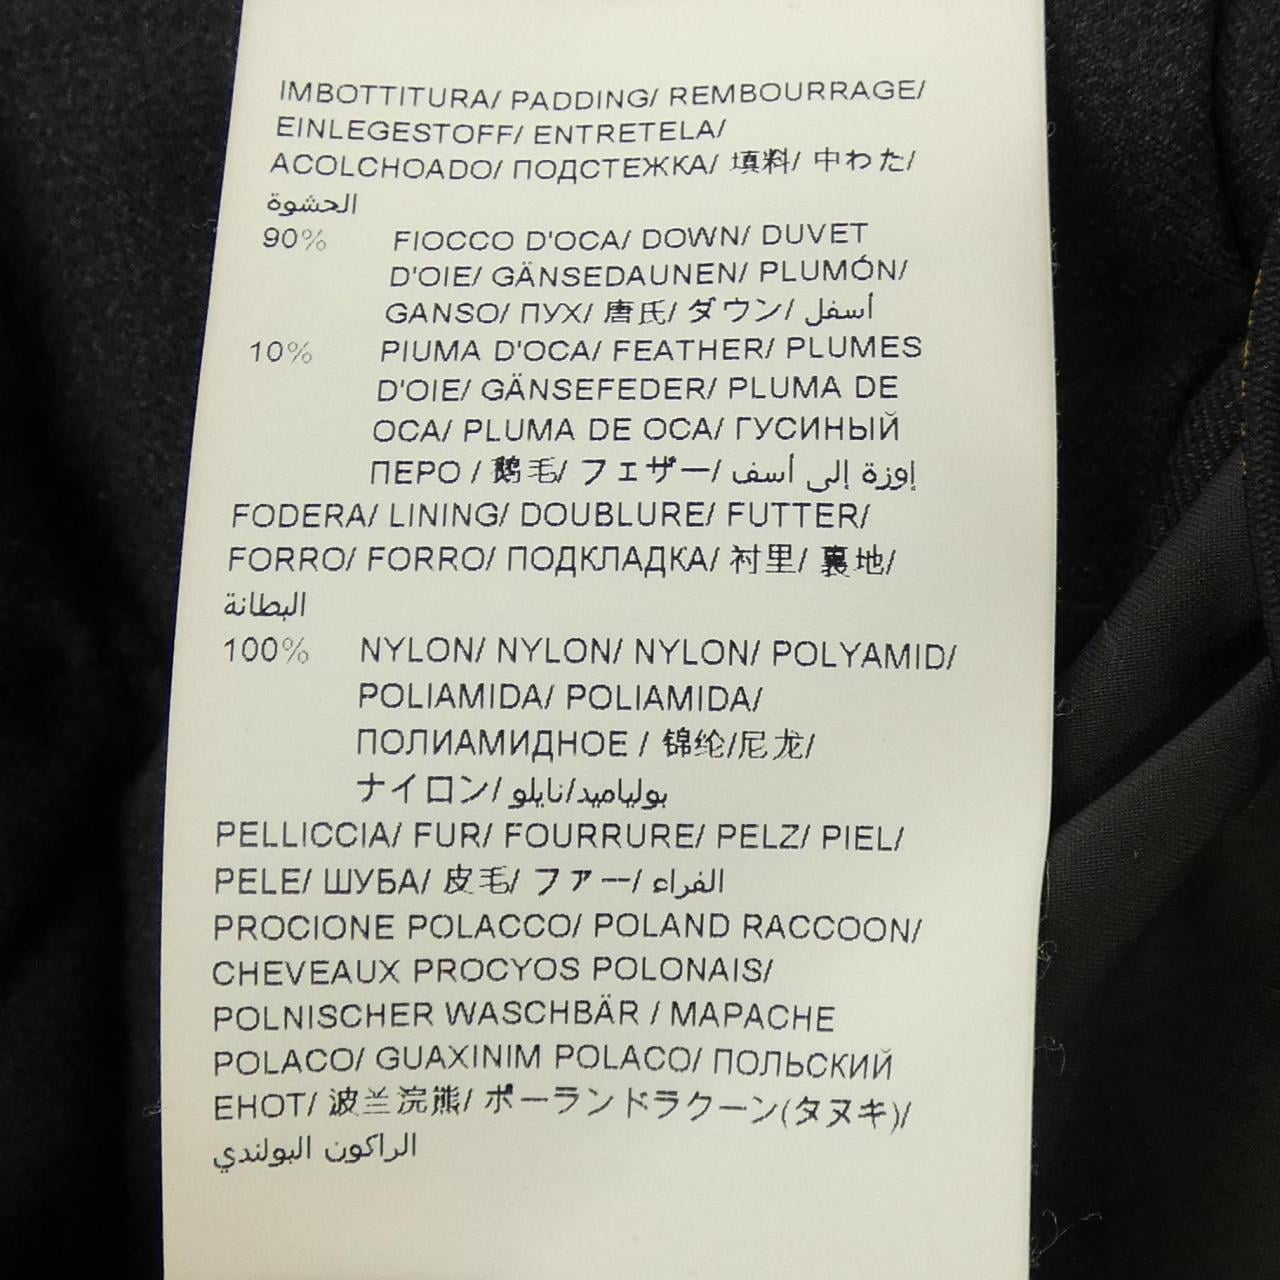 IMBOTTITURA/ PADDING/ REMBOURRAGE/
EINLEGESTOFF/ ENTRETELA/
ACOLCHOADO/ ПОДСТЕЖКА/ 填料/ 中わた/
الحشوة
90% FIOCCO D'OCA/ DOWN/ DUVET
D'OIE/ GÄNSEDAUNEN/ PLUMÓN/
GANSO/ ПУХ/ 唐氏/ ダウン/ أسفل
10% PIUMA D'OCA/ FEATHER/ PLUMES
D'OIE/ GÄNSEFEDER/ PLUMA DE
OCA/ PLUMA DE OCA/ ГУСИНЫЙ
ПЕРО / 鹅毛/ フェザー/ إوزة إلى أسف
FODERA/ LINING/ DOUBLURE/ FUTTER/
FORRO/ FORRO/ ПОДКЛАДКА/ 衬里/ 裏地/
البطانة
100% NYLON/ NYLON/ NYLON/ POLYAMID/
POLIAMIDA/ POLIAMIDA/
ПОЛИАМИДНОЕ / 锦纶/尼龙/
ナイロン/ بولياميد/نايلو
PELLICCIA/ FUR/ FOURRURE/ PELZ/ PIEL/
PELE/ ШУБА/ 皮毛/ ファー/ الفراء
PROCIONE POLACCO/ POLAND RACCOON/
CHEVEAUX PROCYOS POLONAIS/
POLNISCHER WASCHBÄR / MAPACHE
POLACO/ GUAXINIM POLACO/ ПОЛЬСКИЙ
ЕНОТ/ 波兰浣熊/ ポーランドラクーン(タヌキ)/
الراكون البولندي